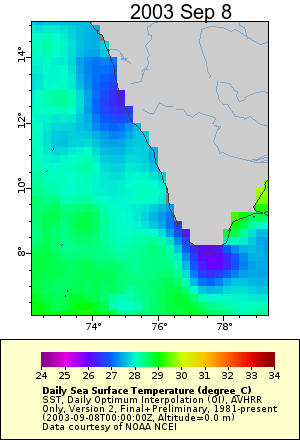 2003 Sep 8
14°
12°
10°
8°
74°
76°
78°
24 25 26 27 28 29 30 31 32 33 34
Daily Sea Surface Temperature (degree_C)
SST, Daily Optimum Interpolation (OI), AVHRR
Only, Version 2, Final+Preliminary, 1981-present
(2003-09-08T00:00:00Z, Altitude=0.0 m)
Data courtesy of NOAA NCEI